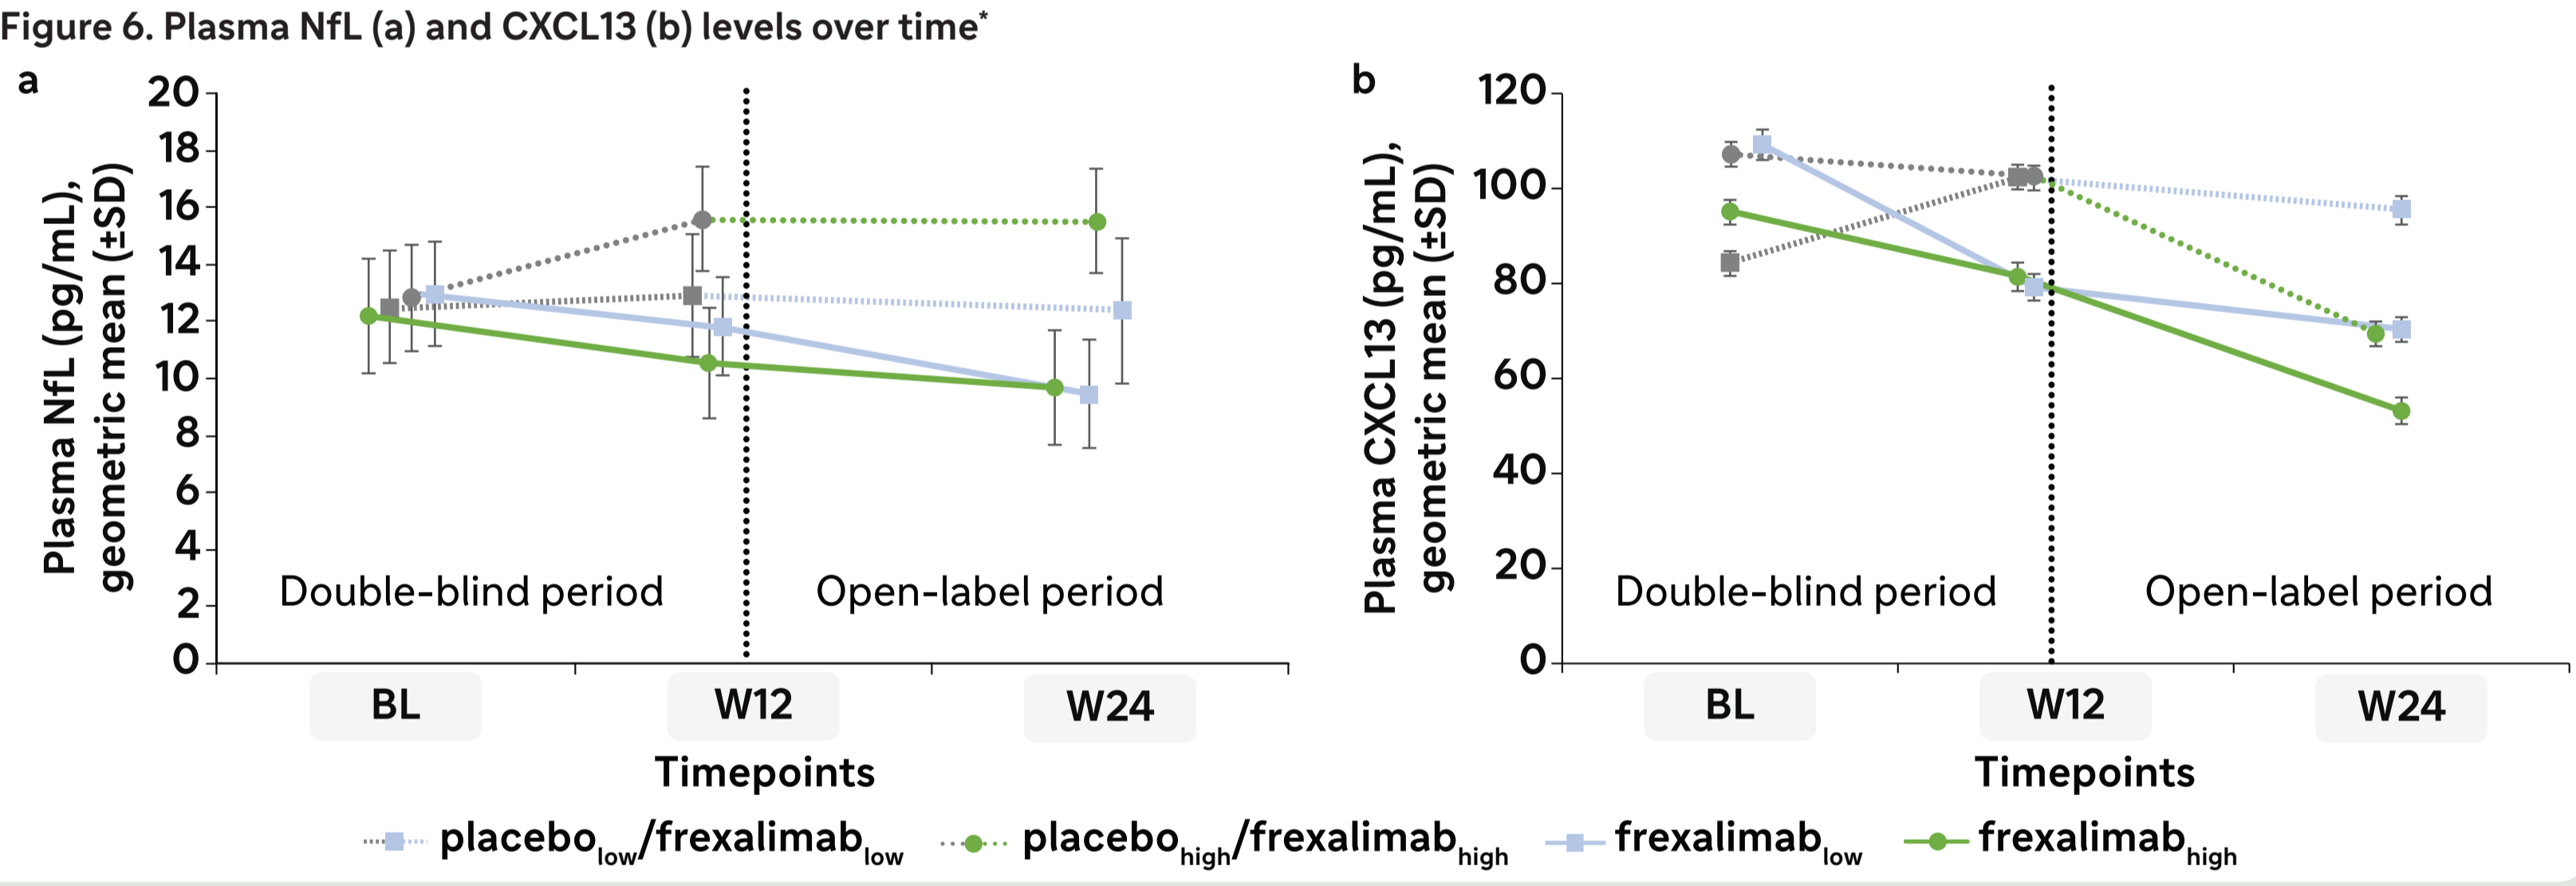 Figure 6. Plasma NfL (a) and CXCL13 (b) levels over time*
a
Plasma NfL (pg/mL),
geometric mean (±SD)
20
18
16
14
12
10
8
6
4
2
0
Double-blind period
Open-label period
BL
W12
W24
Timepoints
b
Plasma CXCL13 (pg/mL),
geometric mean (±SD)
120
100
80
60
40
20
0
Double-blind period
Open-label period
BL
W12
W24
Timepoints
placebolow/frexalimablow
placebohigh/frexalimabhigh
frexalimablow
frexalimabhigh